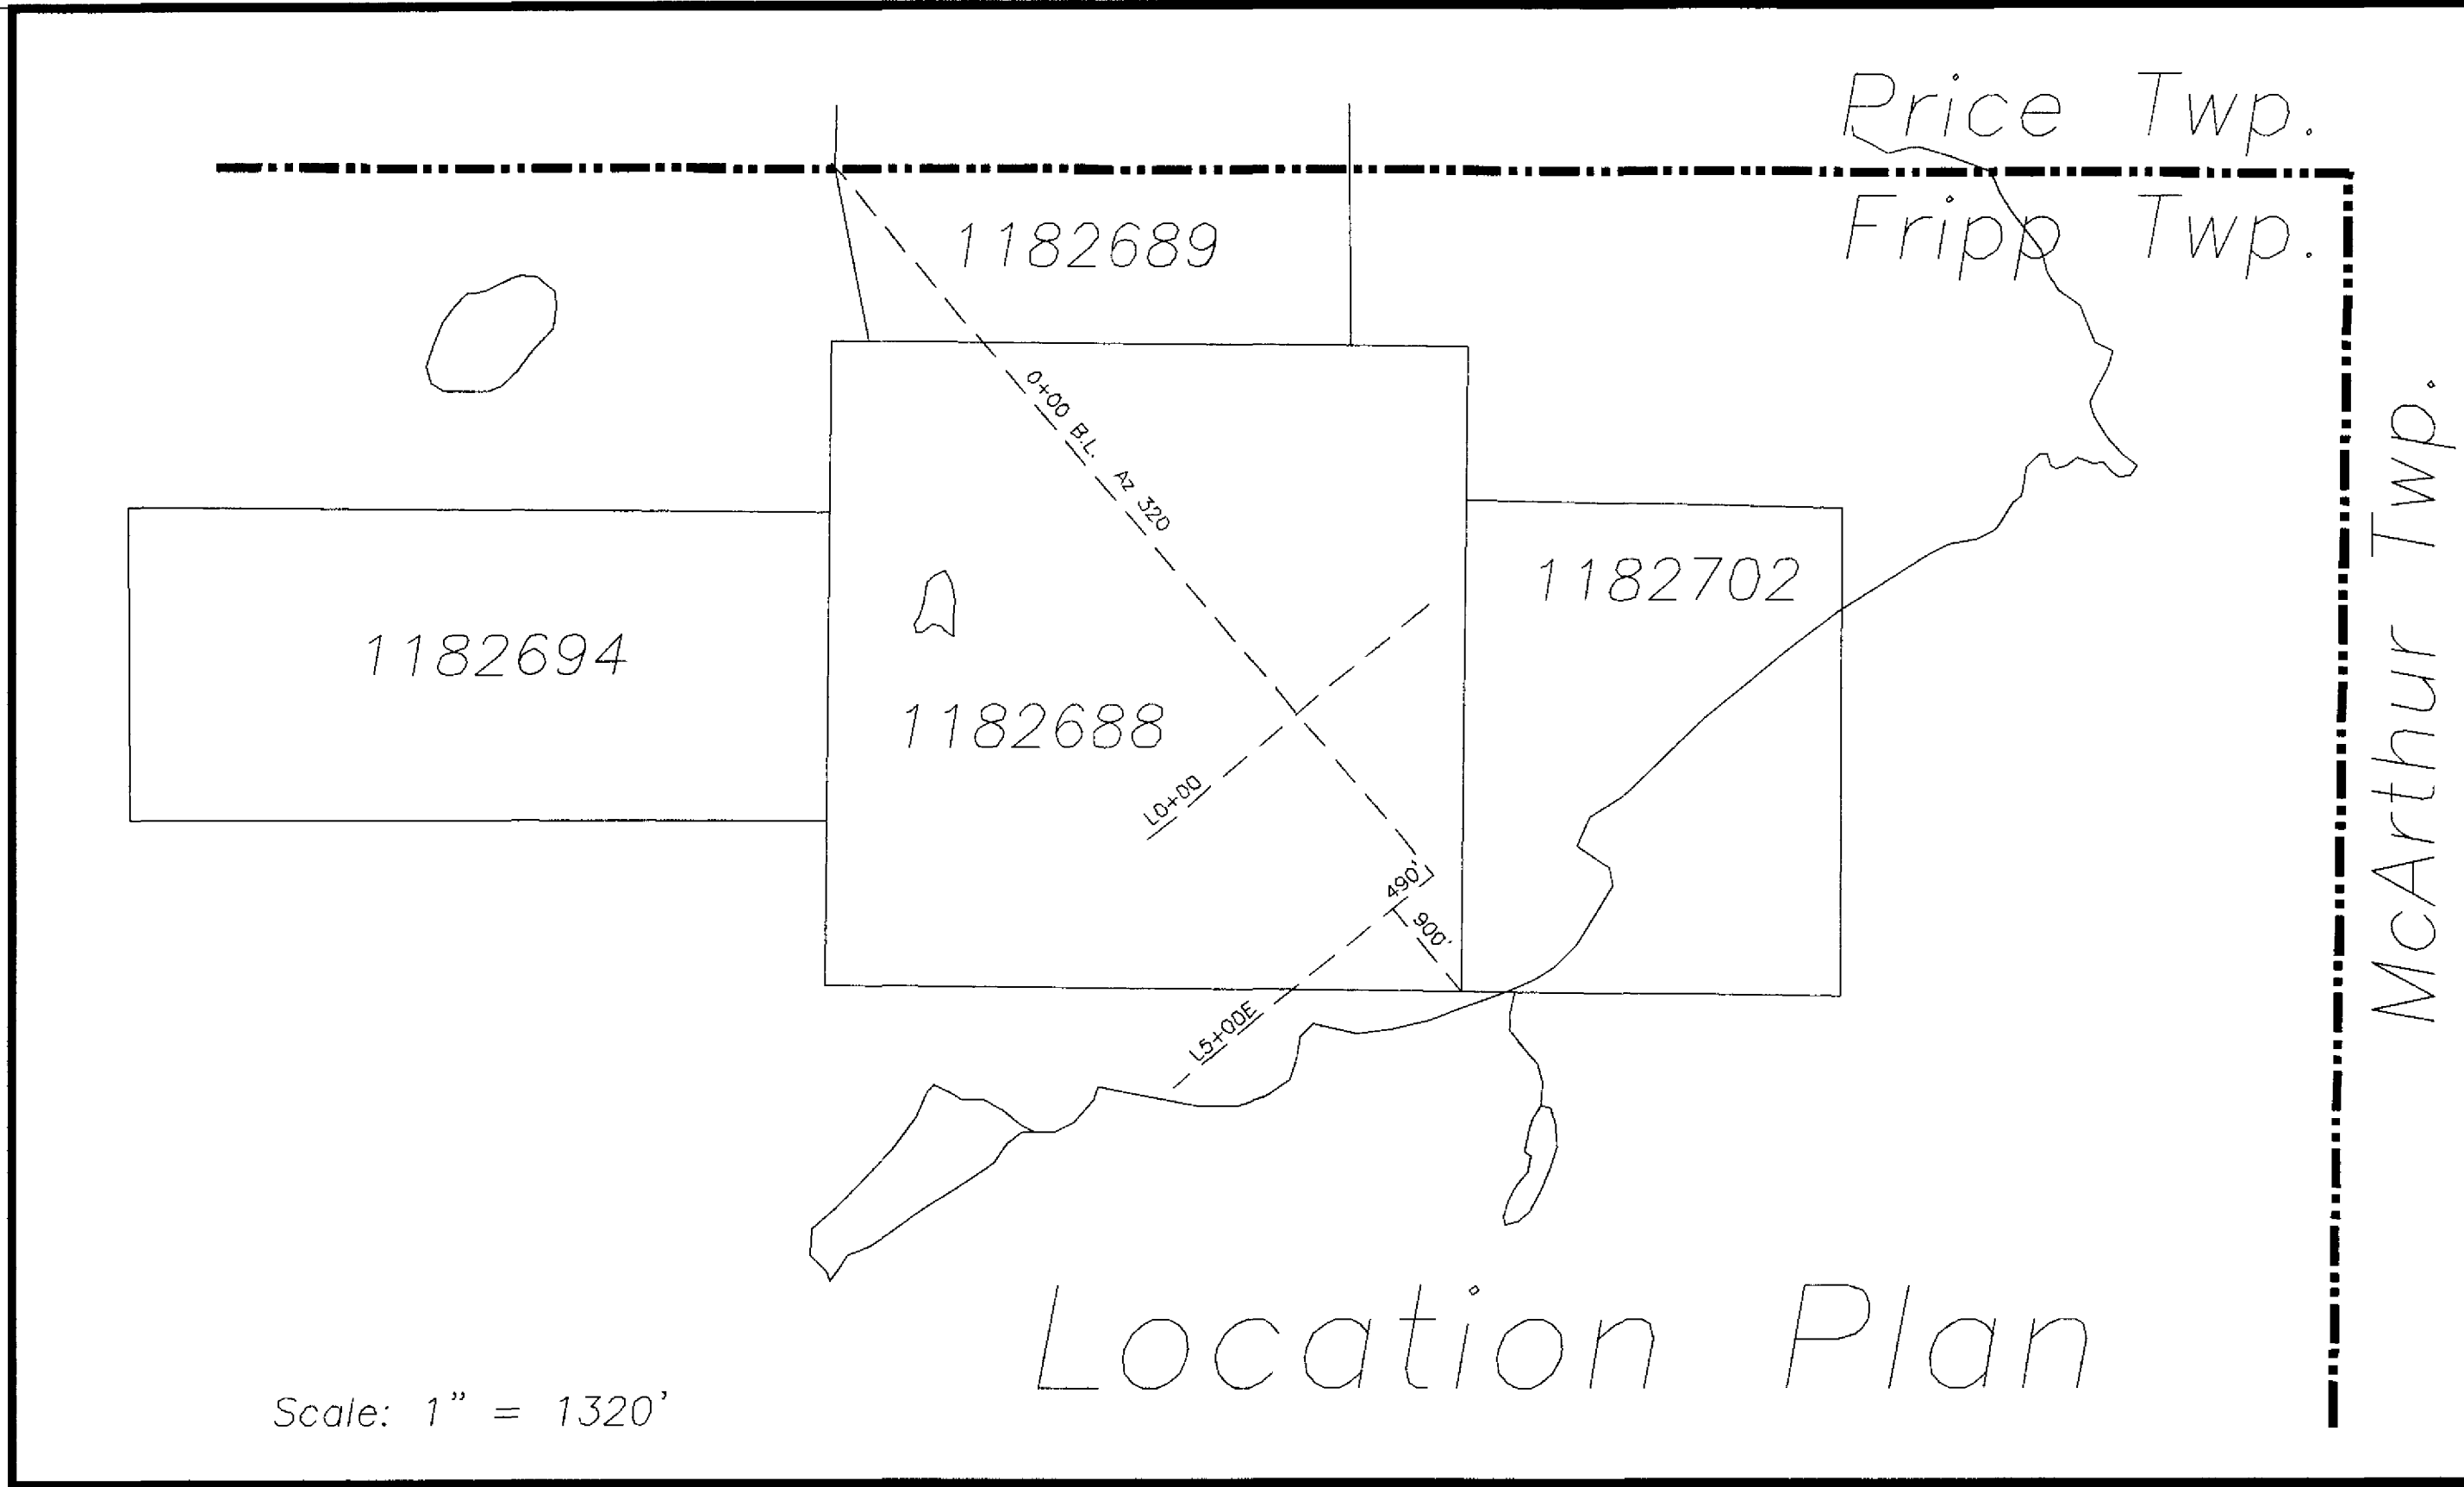 Price Twp.
Fripp Twp.
McArthur Twp.
1182689
0+00 B.L. Az 320
1182702
1182694
1182688
L0+00
490'
900'
L5+00E
Location Plan
Scale: 1" = 1320'